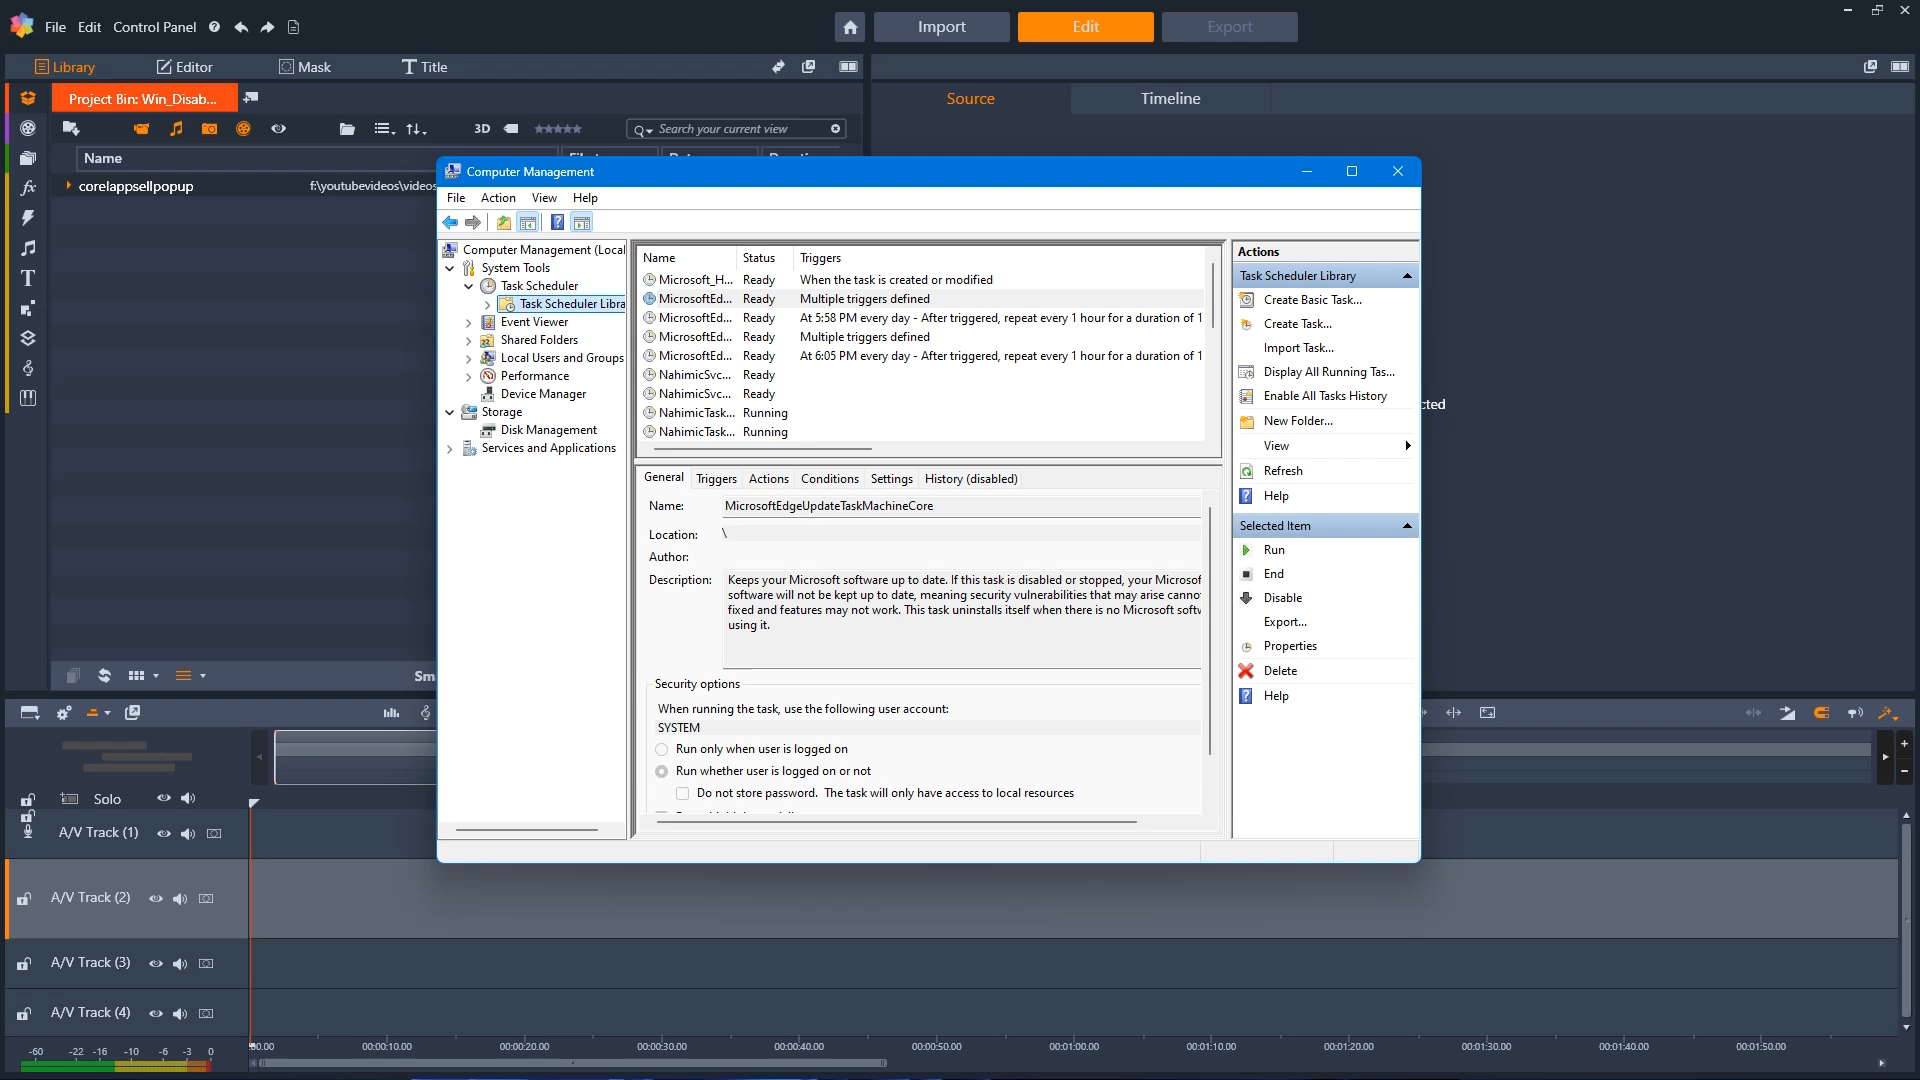 File Edit Control Panel
Import Edit Export
Library Editor Mask Title
Project Bin: Win_Disab...
Source Timeline
3D Search your current view
Name
corelappsellpopup f:\youtubevideos\videos
Computer Management
File Action View Help
Computer Management (Local
System Tools
Task Scheduler
Task Scheduler Libra
Event Viewer
Shared Folders
Local Users and Groups
Performance
Device Manager
Storage
Disk Management
Services and Applications
Name Status Triggers
Microsoft_H... Ready When the task is created or modified
MicrosoftEd... Ready Multiple triggers defined
MicrosoftEd... Ready At 5:58 PM every day - After triggered, repeat every 1 hour for a duration of 1
MicrosoftEd... Ready Multiple triggers defined
MicrosoftEd... Ready At 6:05 PM every day - After triggered, repeat every 1 hour for a duration of 1
NahimicSvc... Ready
NahimicSvc... Ready
NahimicTask... Running
NahimicTask... Running
General Triggers Actions Conditions Settings History (disabled)
Name: MicrosoftEdgeUpdateTaskMachineCore
Location: \
Author:
Description: Keeps your Microsoft software up to date. If this task is disabled or stopped, your Microsof
software will not be kept up to date, meaning security vulnerabilities that may arise canno
fixed and features may not work. This task uninstalls itself when there is no Microsoft softw
using it.
Security options
When running the task, use the following user account:
SYSTEM
Run only when user is logged on
Run whether user is logged on or not
Do not store password. The task will only have access to local resources
Actions
Task Scheduler Library
Create Basic Task...
Create Task...
Import Task...
Display All Running Tas...
Enable All Tasks History
New Folder...
View
Refresh
Help
Selected Item
Run
End
Disable
Export...
Properties
Delete
Help
cted
Sm
Solo
A/V Track (1)
A/V Track (2)
A/V Track (3)
A/V Track (4)
-60 -22 -16 -10 -6 -3 0
00.00 00:00:10.00 00:00:20.00 00:00:30.00 00:00:40.00 00:00:50.00 00:01:00.00 00:01:10.00 00:01:20.00 00:01:30.00 00:01:40.00 00:01:50.00